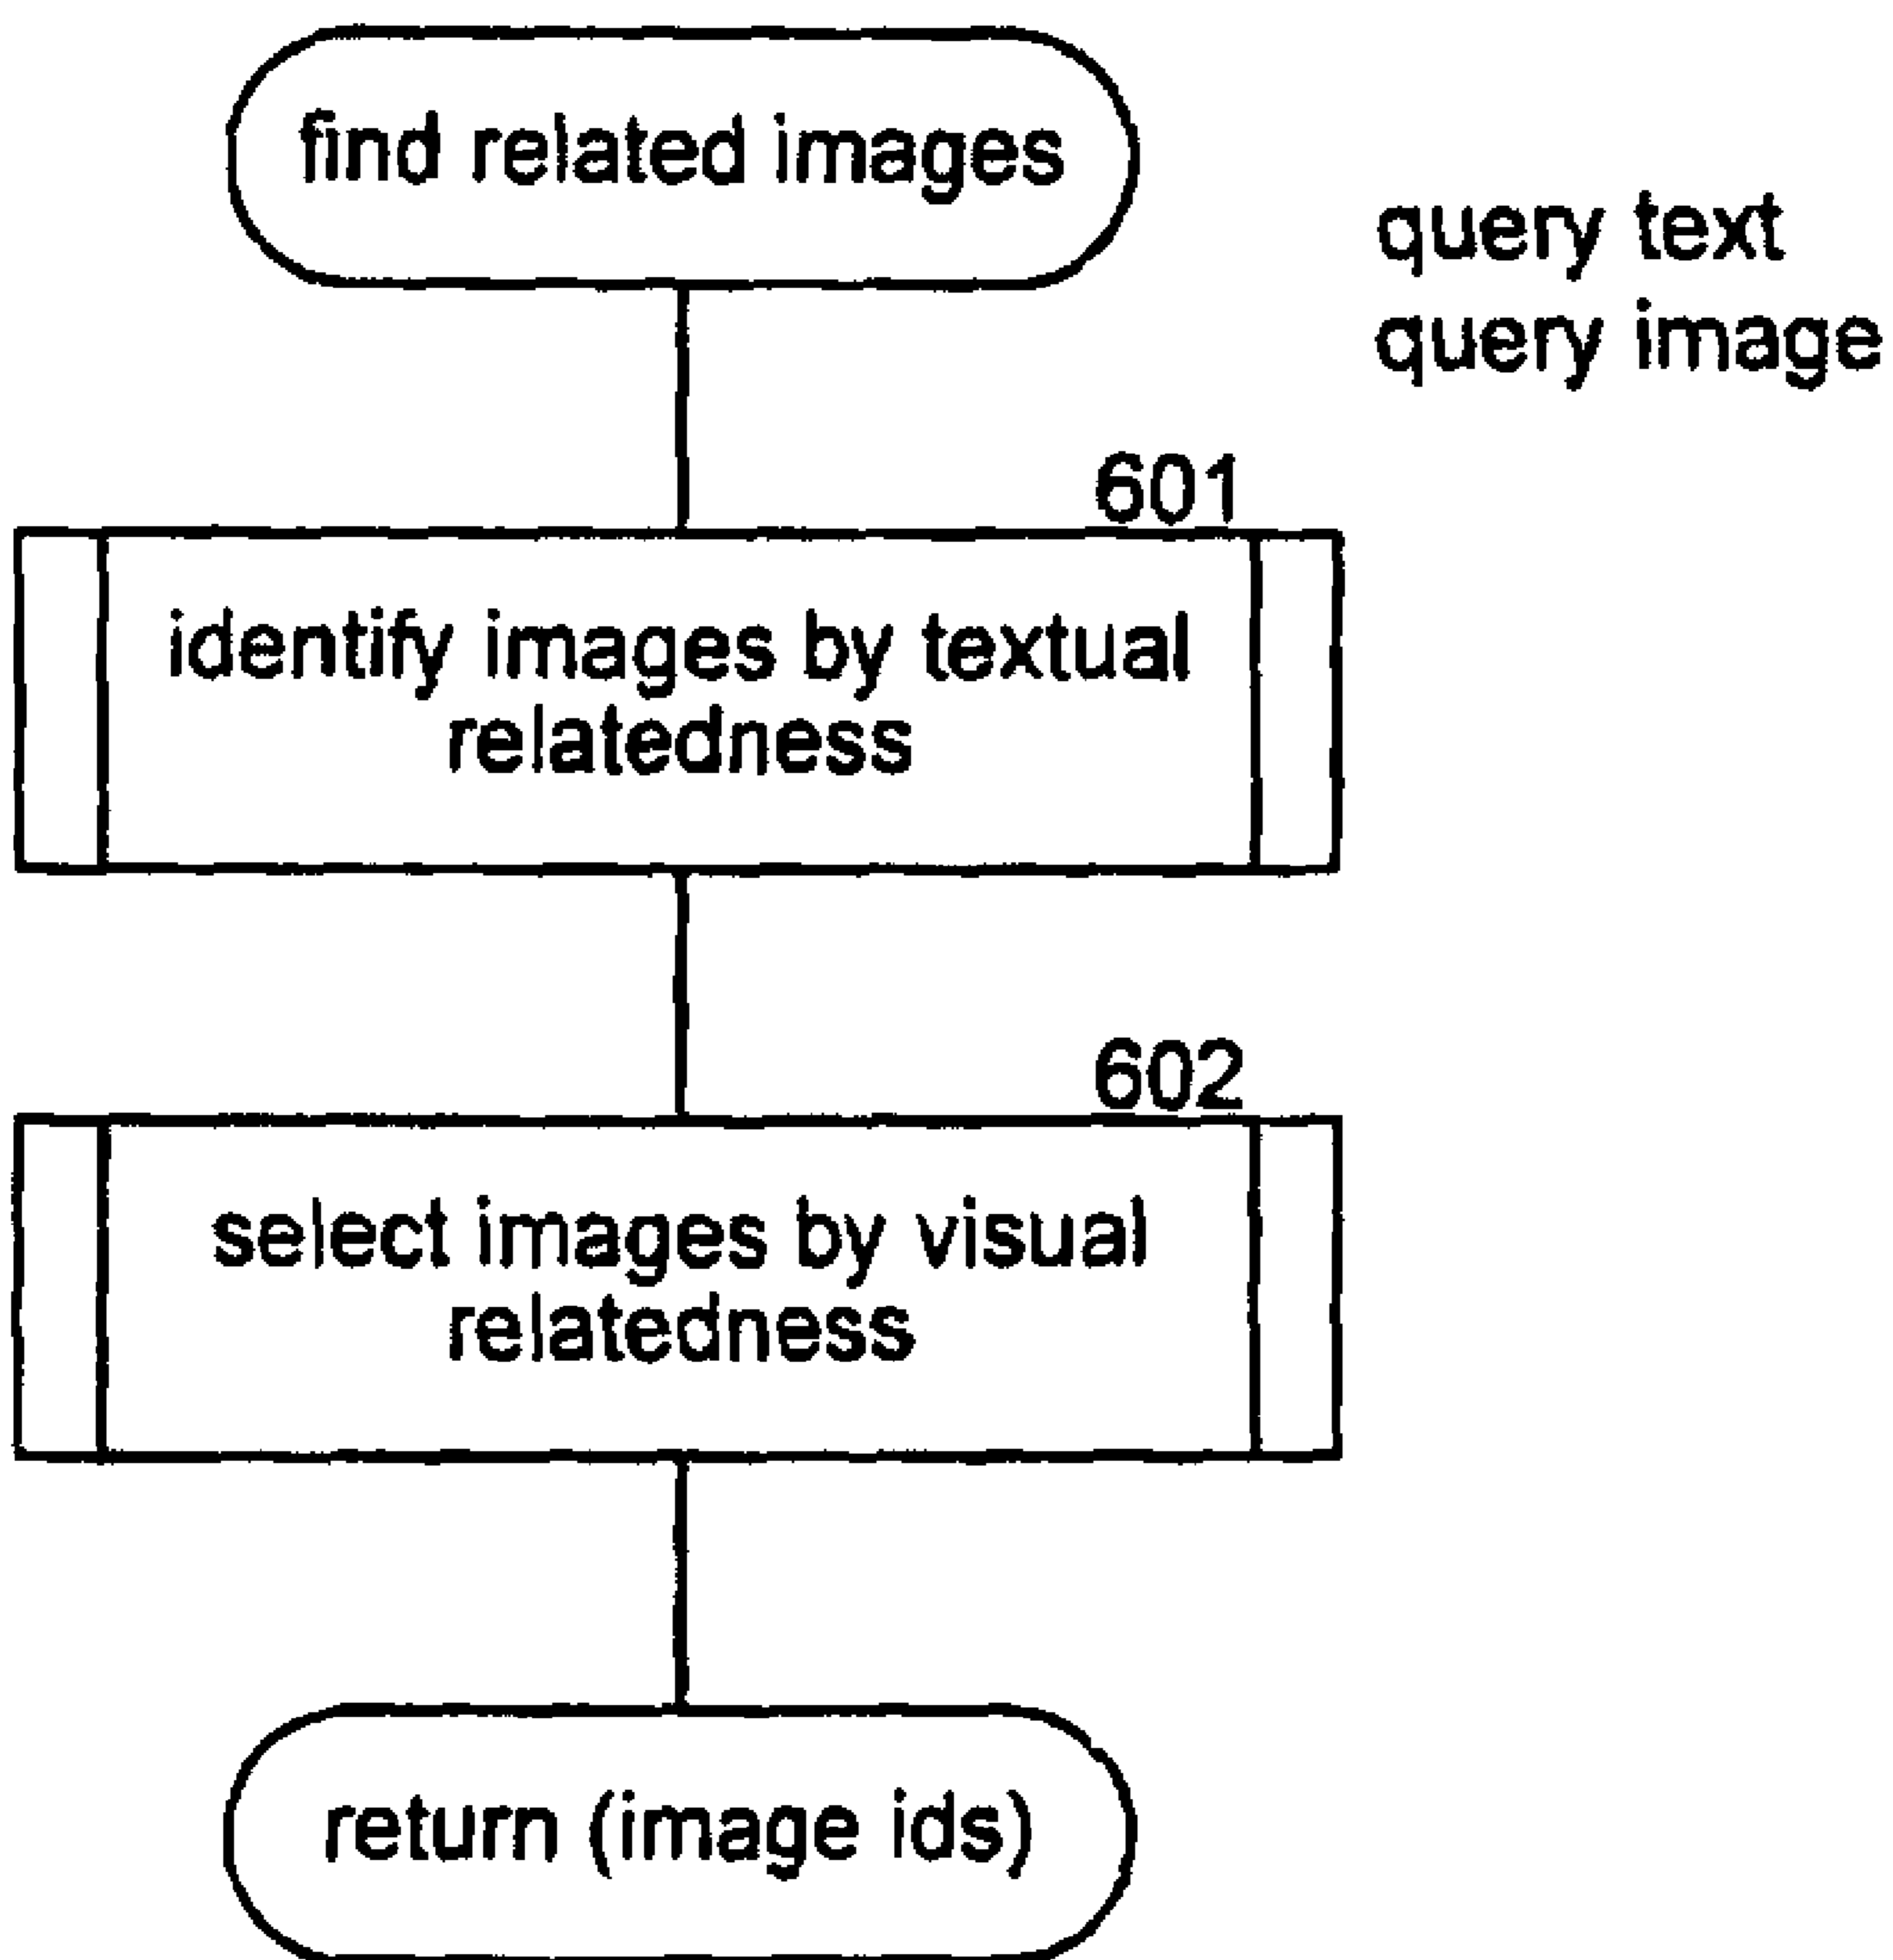 find related images
query text
query image
601
identify images by textual
relatedness
602
select images by visual
relatedness
return (image ids)